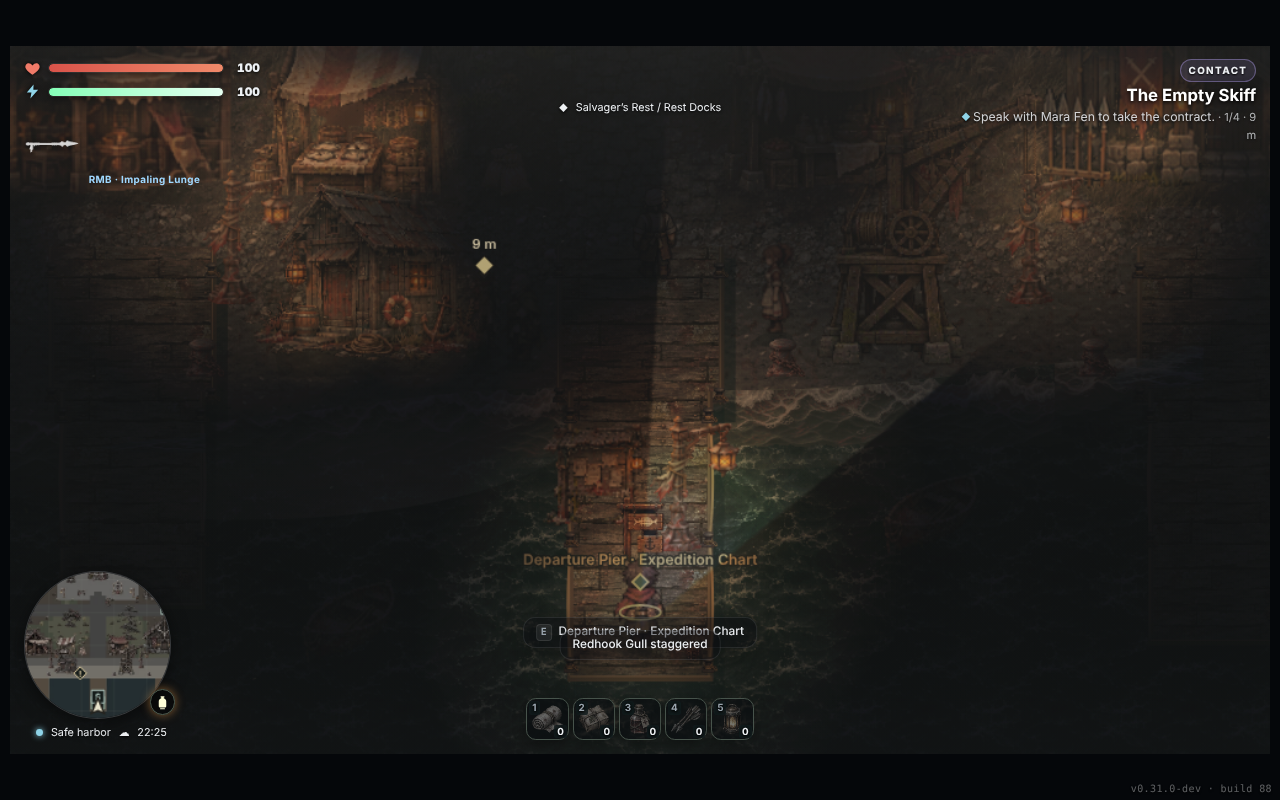 100
100
RMB · Impaling Lunge
Salvager's Rest / Rest Docks
CONTACT
The Empty Skiff
Speak with Mara Fen to take the contract. · 1/4 · 9
m
9 m
Departure Pier · Expedition Chart
E Departure Pier · Expedition Chart
Redhook Gull staggered
1 0
2 0
3 0
4 0
5 0
Safe harbor 22:25
v0.31.0-dev · build 88